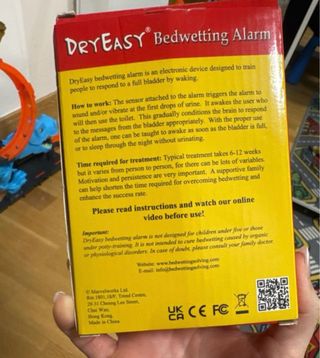 DRYEASY® Bedwetting Alarm
DryEasy bedwetting alarm is an electronic device designed to train
people to respond to a full bladder by waking.
How to work: The sensor attached to the alarm triggers the alarm to
sound and/or vibrate at the first drops of urine. It awakes the user who
will then use the toilet. This gradually conditions the brain to respond
to the messages from the bladder appropriately. With the proper use
of the alarm, one can be taught to awake as soon as the bladder is full,
or to sleep through the night without urinating.
Time required for treatment: Typical treatment takes 6-12 weeks
but it varies from person to person, for there can be lots of variables.
Motivation and persistence are very important. A supportive family
can help shorten the time required for overcoming bedwetting and
enhance the success rate.
Please read instructions and watch our online
video before use!
Important:
DryEasy bedwetting alarm is not designed for children under five or those
under potty-training. It is not intended to cure bedwetting caused by organic
or physiological disorders. In case of doubt, please consult your family doctor.
Website: www.bedwettingsolving.com
E-mail: info@bedwettingsolving.com
© Marvelworks Ltd.
Rm 1801, I&F, Trend Centre,
29-31 Cheung Lee Street,
Chai Wan,
Hong Kong.
Made in China
UK
CA CE FC